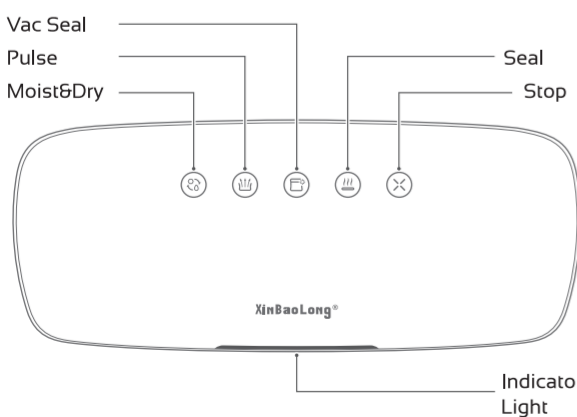 Vac Seal
Pulse
Moist&Dry
Seal
Stop
XinBaoLong®
Indicato
Light